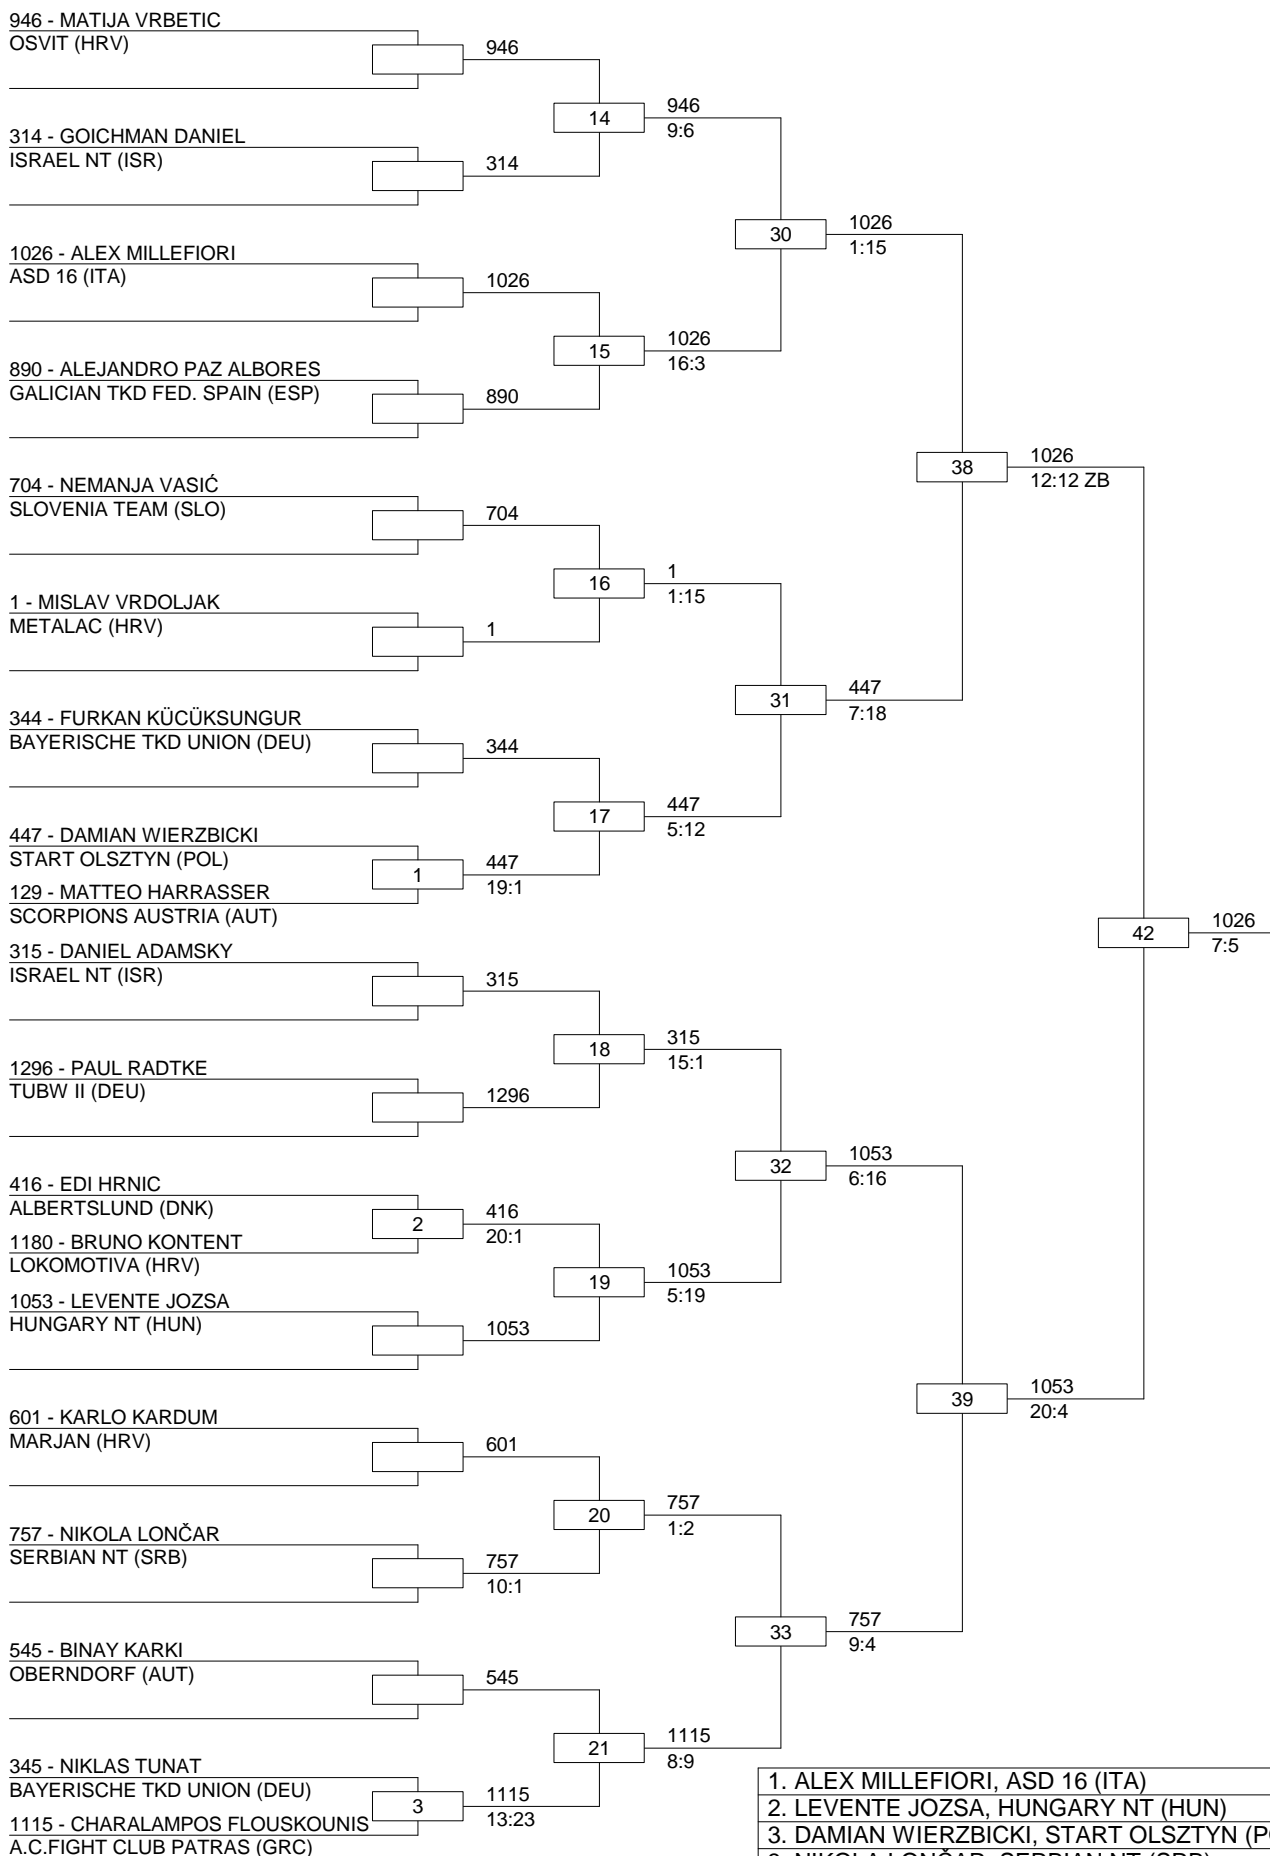 946 - MATIJA VRBETIC
OSVIT (HRV)
946
14
946
9:6
314 - GOICHMAN DANIEL
ISRAEL NT (ISR)
314
30
1026
1:15
1026 - ALEX MILLEFIORI
ASD 16 (ITA)
1026
15
1026
16:3
890 - ALEJANDRO PAZ ALBORES
GALICIAN TKD FED. SPAIN (ESP)
890
38
1026
12:12 ZB
704 - NEMANJA VASIĆ
SLOVENIA TEAM (SLO)
704
16
1
1:15
1 - MISLAV VRDOLJAK
METALAC (HRV)
1
31
447
7:18
344 - FURKAN KÜCÜKSUNGUR
BAYERISCHE TKD UNION (DEU)
344
17
447
5:12
447 - DAMIAN WIERZBICKI
START OLSZTYN (POL)
1
447
19:1
129 - MATTEO HARRASSER
SCORPIONS AUSTRIA (AUT)
42
1026
7:5
315 - DANIEL ADAMSKY
ISRAEL NT (ISR)
315
18
315
15:1
1296 - PAUL RADTKE
TUBW II (DEU)
1296
32
1053
6:16
416 - EDI HRNIC
ALBERTSLUND (DNK)
2
416
20:1
1180 - BRUNO KONTENT
LOKOMOTIVA (HRV)
19
1053
5:19
1053 - LEVENTE JOZSA
HUNGARY NT (HUN)
1053
39
1053
20:4
601 - KARLO KARDUM
MARJAN (HRV)
601
20
757
1:2
757 - NIKOLA LONČAR
SERBIAN NT (SRB)
757
10:1
33
757
9:4
545 - BINAY KARKI
OBERNDORF (AUT)
545
21
1115
8:9
345 - NIKLAS TUNAT
BAYERISCHE TKD UNION (DEU)
3
1115
13:23
1115 - CHARALAMPOS FLOUSKOUNIS
A.C.FIGHT CLUB PATRAS (GRC)
1. ALEX MILLEFIORI, ASD 16 (ITA)
2. LEVENTE JOZSA, HUNGARY NT (HUN)
3. DAMIAN WIERZBICKI, START OLSZTYN
NIKOLA LONČAR, SERBIAN NT (SRB)